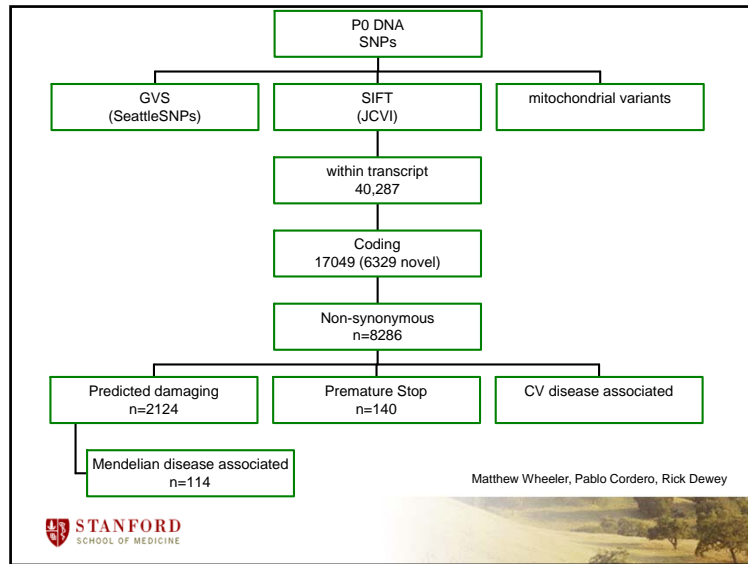 P0 DNA
SNPs
GVS
(SeattleSNPs)
SIFT
(JCVI)
mitochondrial variants
within transcript
40,287
Coding
17049 (6329 novel)
Non-synonymous
n=8286
Predicted damaging
n=2124
Premature Stop
n=140
CV disease associated
Mendelian disease associated
n=114
Matthew Wheeler, Pablo Cordero, Rick Dewey
STANFORD
SCHOOL OF MEDICINE